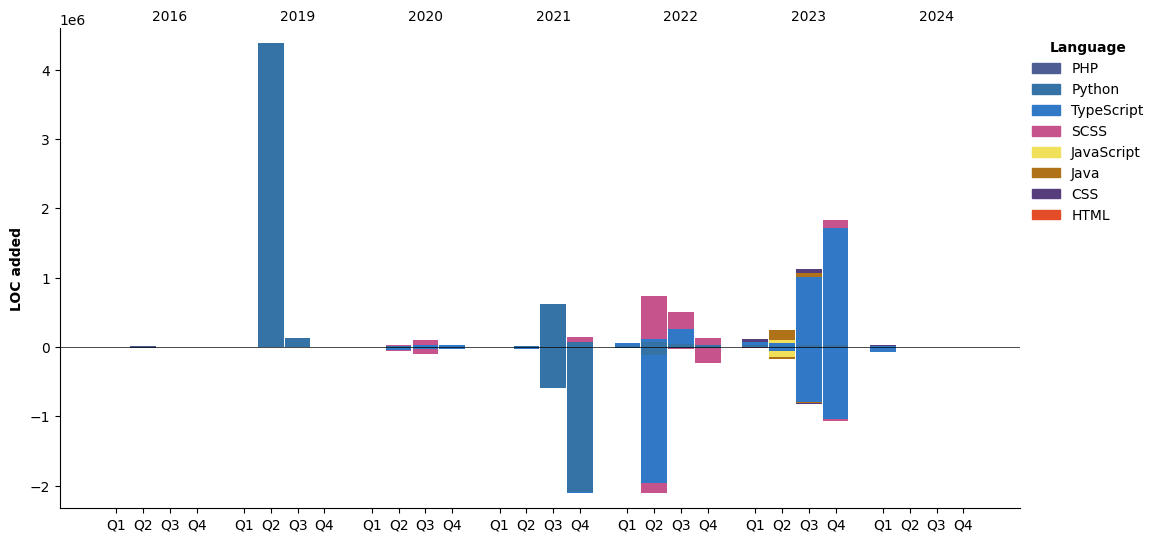 1e6
2016 2019 2020 2021 2022 2023 2024
Language
PHP
Python
TypeScript
SCSS
JavaScript
Java
CSS
HTML
LOC added
4
3
2
1
0
−1
−2
Q1 Q2 Q3 Q4 Q1 Q2 Q3 Q4 Q1 Q2 Q3 Q4 Q1 Q2 Q3 Q4 Q1 Q2 Q3 Q4 Q1 Q2 Q3 Q4 Q1 Q2 Q3 Q4